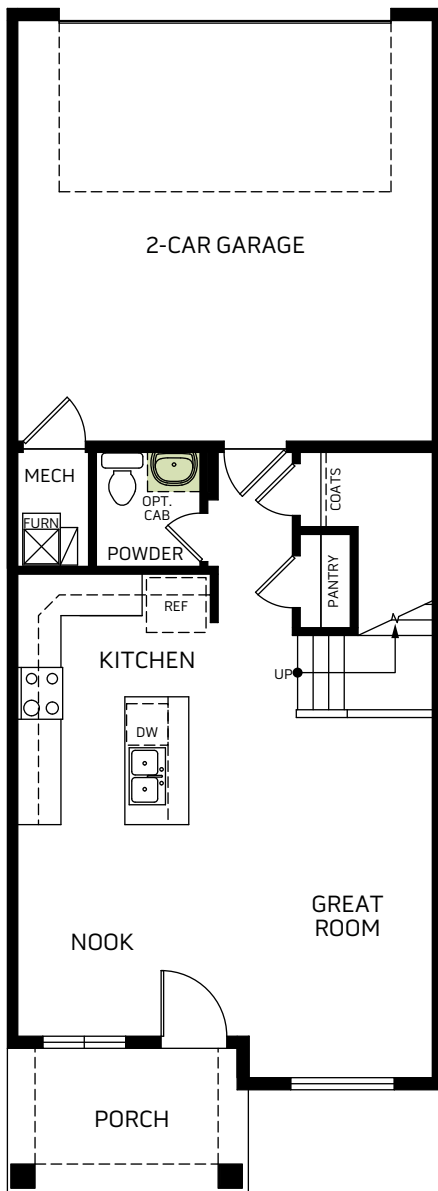 2-CAR GARAGE
MECH
FURN
OPT.
CAB
POWDER
COATS
PANTRY
REF
KITCHEN
UP
DW
GREAT
ROOM
NOOK
PORCH